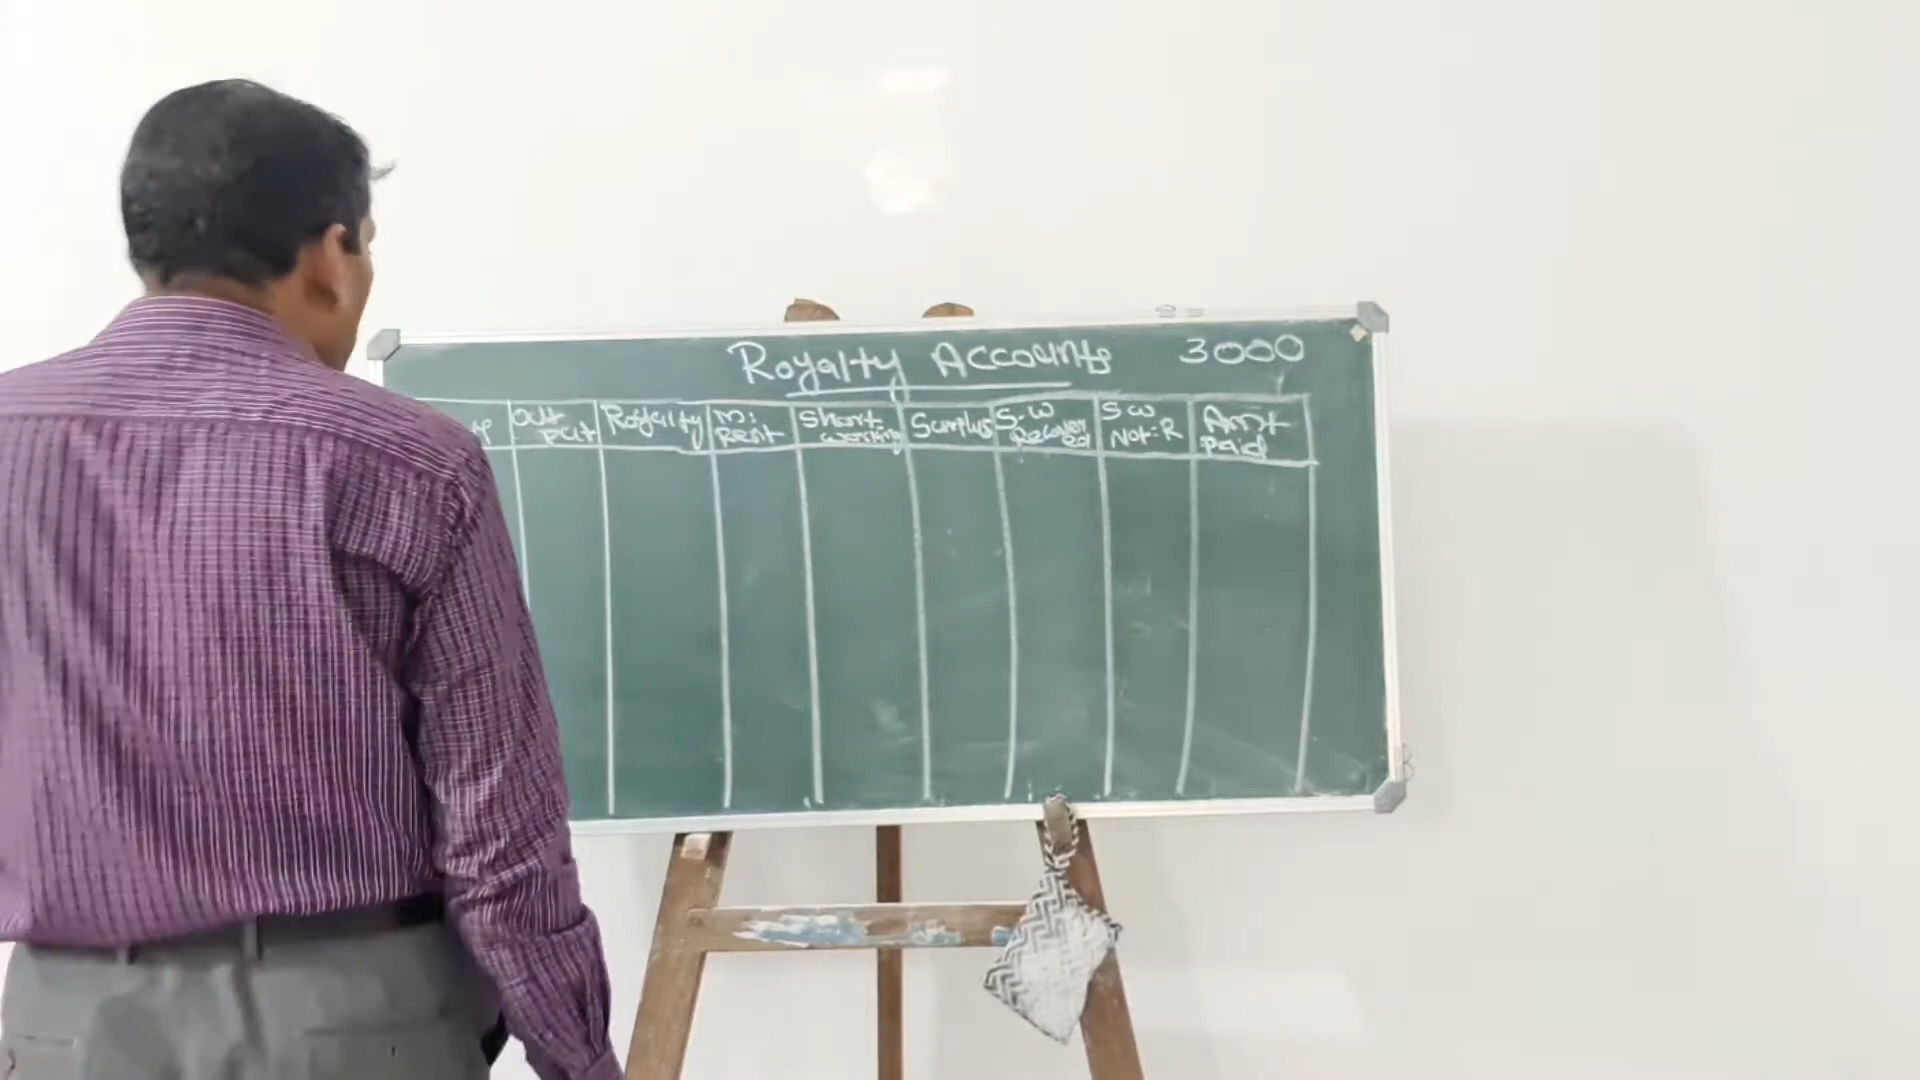 Royalty Accounts 3000
Out put
Royalty
m: Rent
Short working
Surplus
S.W Recovered
S W Not:R
Amt paid